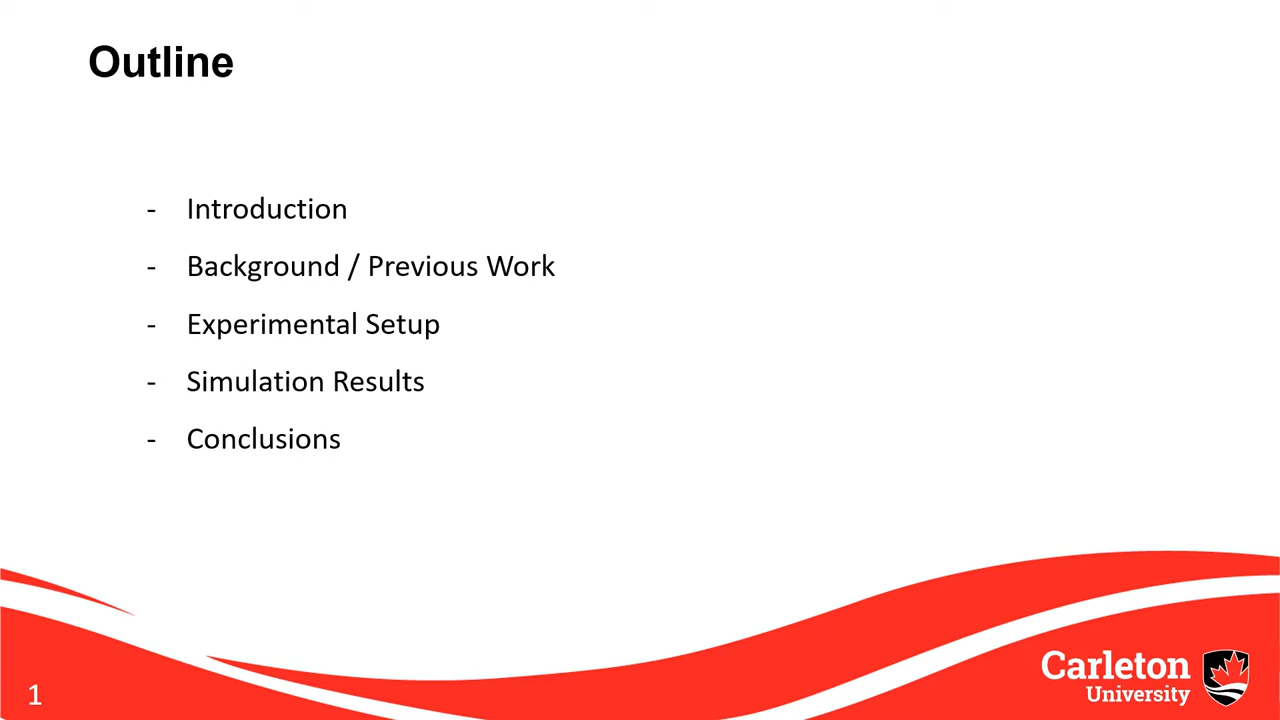 Outline
- Introduction
- Background / Previous Work
- Experimental Setup
- Simulation Results
- Conclusions
1
Carleton
University